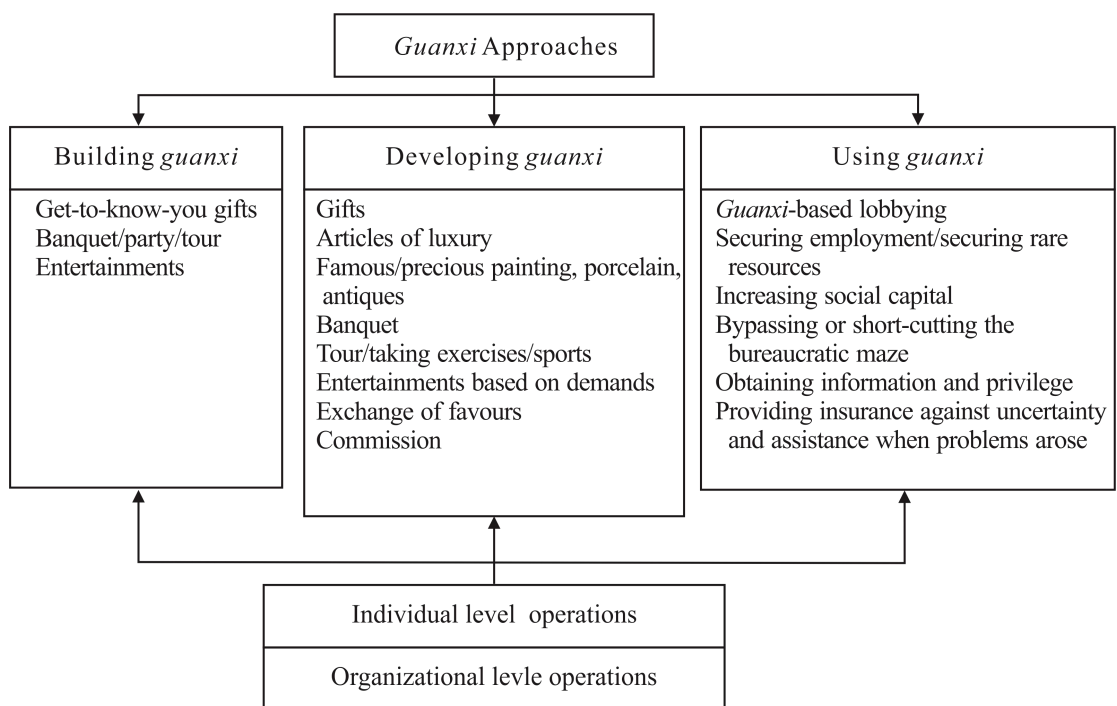 Guanxi Approaches
Building guanxi
Get-to-know-you gifts
Banquet/party/tour
Entertainments
Developing guanxi
Gifts
Articles of luxury
Famous/precious painting, porcelain,
antiques
Banquet
Tour/taking exercises/sports
Entertainments based on demands
Exchange of favours
Commission
Using guanxi
Guanxi-based lobbying
Securing employment/securing rare
resources
Increasing social capital
Bypassing or short-cutting the
bureaucratic maze
Obtaining information and privilege
Providing insurance against uncertainty
and assistance when problems arose
Individual level operations
Organizational levle operations